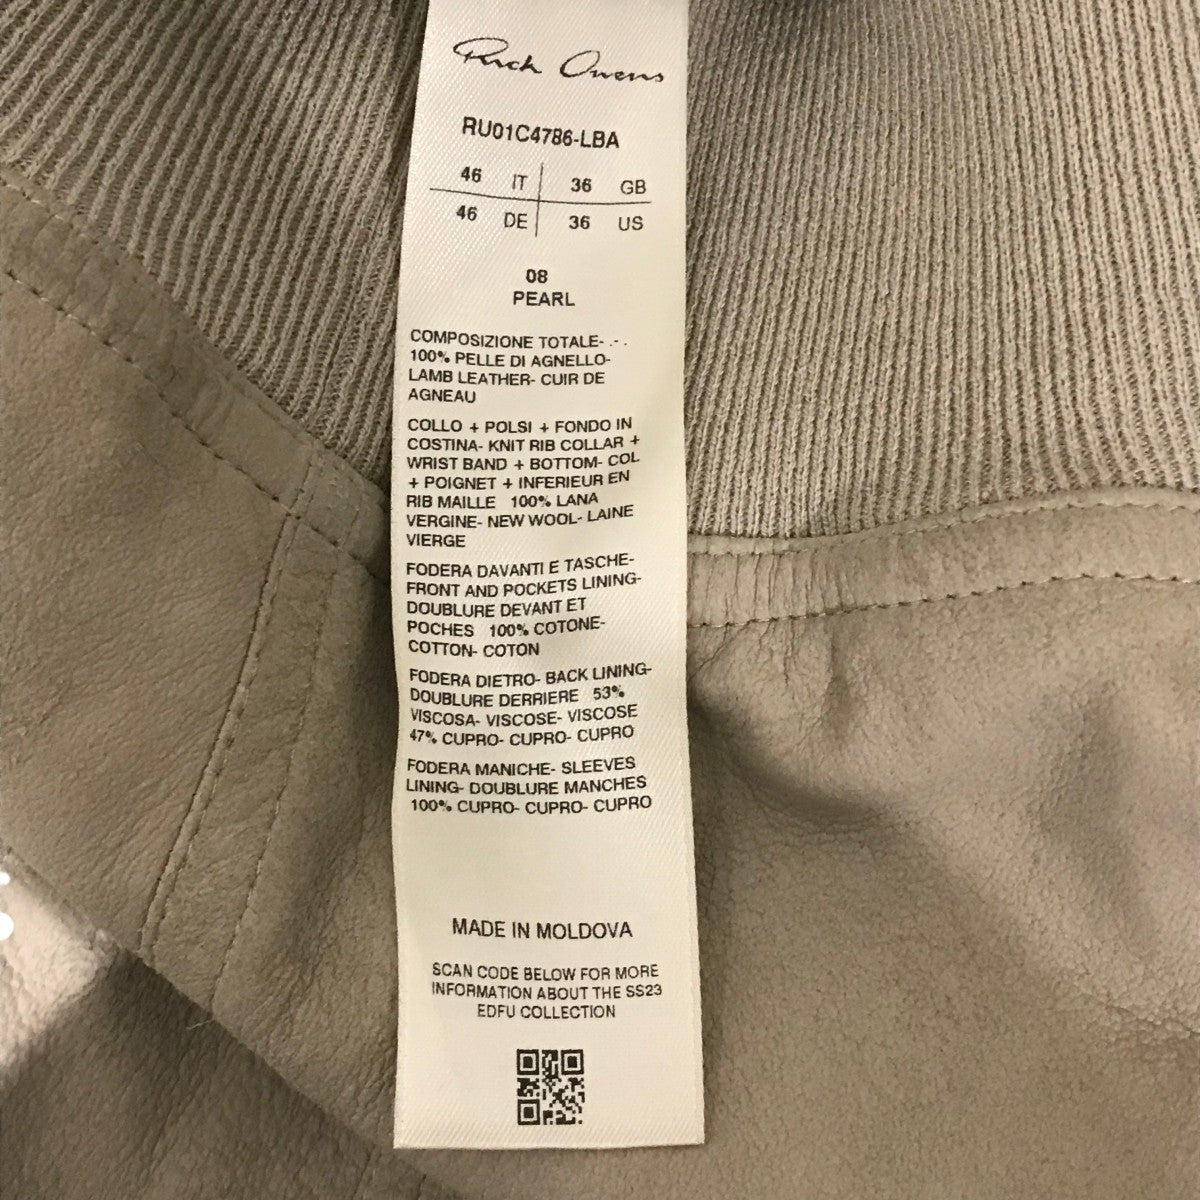 Rick Owens
RU01C4786-LBA
46 IT 36 GB
46 DE 36 US
08
PEARL
COMPOSIZIONE TOTALE- .- .
100% PELLE DI AGNELLO-
LAMB LEATHER- CUIR DE
AGNEAU
COLLO + POLSI + FONDO IN
COSTINA- KNIT RIB COLLAR +
WRIST BAND + BOTTOM- COL
+ POIGNET + INFERIEUR EN
RIB MAILLE 100% LANA
VERGINE- NEW WOOL- LAINE
VIERGE
FODERA DAVANTI E TASCHE-
FRONT AND POCKETS LINING-
DOUBLURE DEVANT ET
POCHES 100% COTONE-
COTTON- COTON
FODERA DIETRO- BACK LINING-
DOUBLURE DERRIERE 53%
VISCOSA- VISCOSE- VISCOSE
47% CUPRO- CUPRO- CUPRO
FODERA MANICHE- SLEEVES
LINING- DOUBLURE MANCHES
100% CUPRO- CUPRO- CUPRO
MADE IN MOLDOVA
SCAN CODE BELOW FOR MORE
INFORMATION ABOUT THE SS23
EDFU COLLECTION